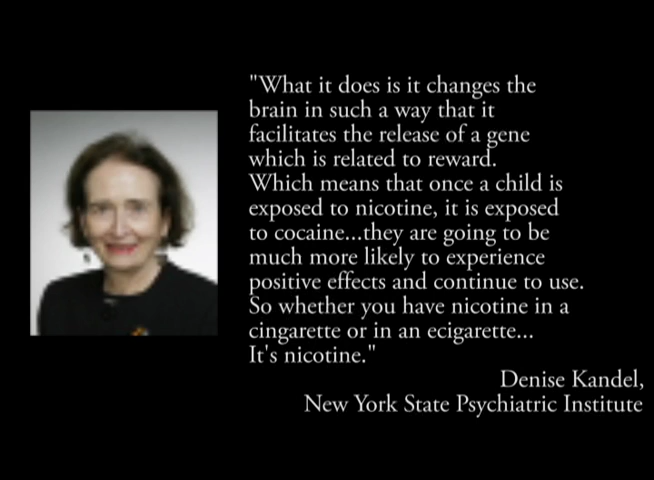 "What it does is it changes the
brain in such a way that it
facilitates the release of a gene
which is related to reward.
Which means that once a child is
exposed to nicotine, it is exposed
to cocaine...they are going to be
much more likely to experience
positive effects and continue to use.
So whether you have nicotine in a
cingarette or in an ecigarette...
It's nicotine."
Denise Kandel,
New York State Psychiatric Institute